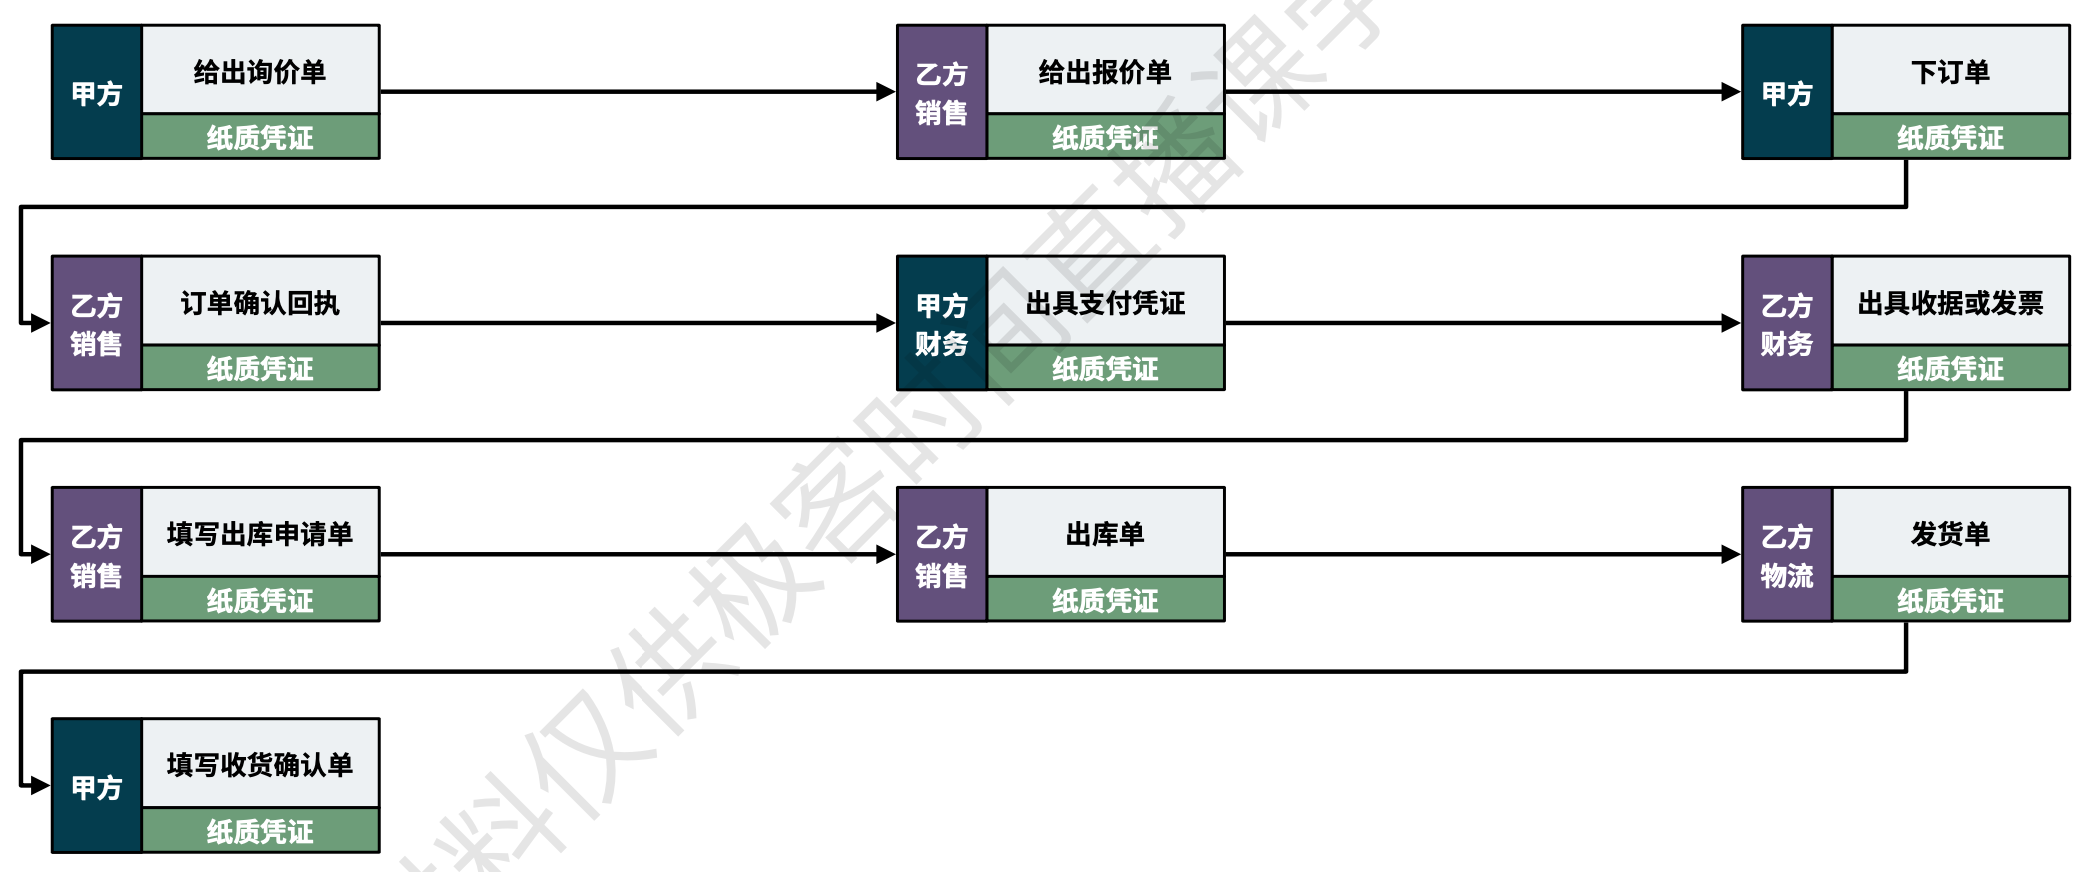 甲方
给出询价单
纸质凭证
乙方
销售
给出报价单
纸质凭证
甲方
下订单
纸质凭证
乙方
销售
订单确认回执
纸质凭证
甲方
财务
出具支付凭证
纸质凭证
乙方
财务
出具收据或发票
纸质凭证
乙方
销售
填写出库申请单
纸质凭证
乙方
销售
出库单
纸质凭证
乙方
物流
发货单
纸质凭证
甲方
填写收货确认单
纸质凭证
料仅供极客时间直播课学